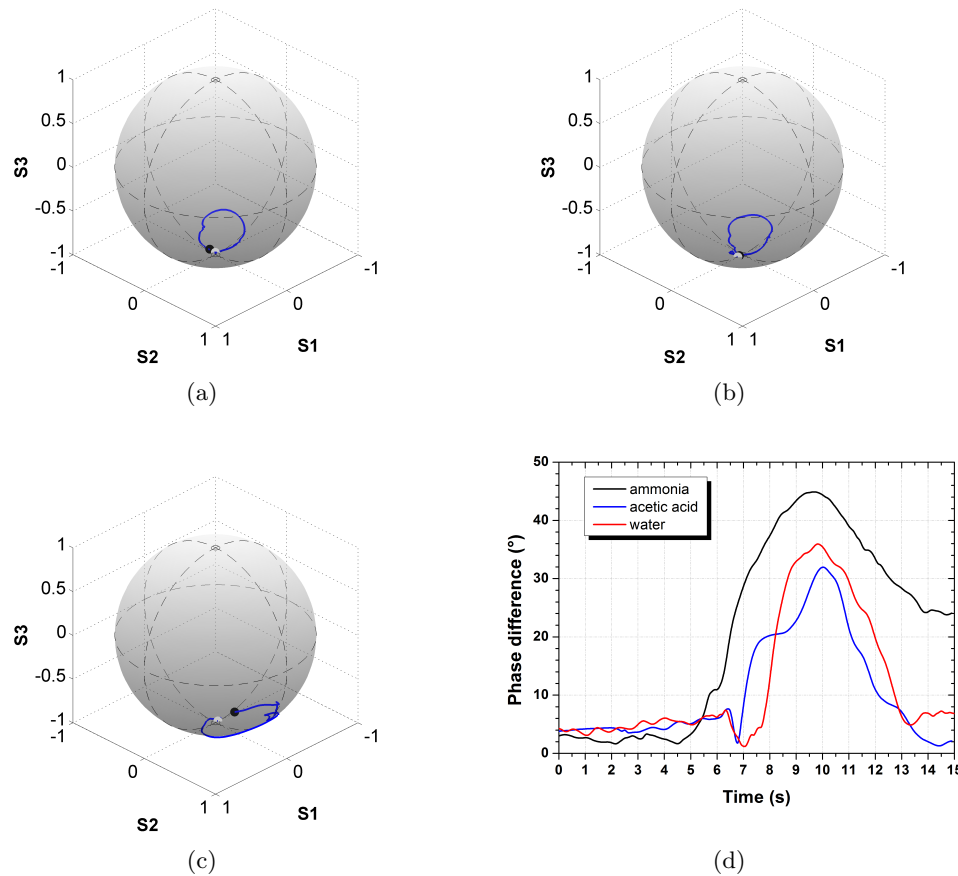 1
0.5
0
-0.5
-1
S3
-1
0
1
S2
1
0
-1
S1
(a)
1
0.5
0
-0.5
-1
S3
-1
0
1
S2
1
0
-1
S1
(b)
1
0.5
0
-0.5
-1
S3
-1
0
1
S2
1
0
-1
S1
(c)
50
40
30
20
10
0
Phase difference (°)
ammonia
acetic acid
water
0 1 2 3 4 5 6 7 8 9 10 11 12 13 14 15
Time (s)
(d)